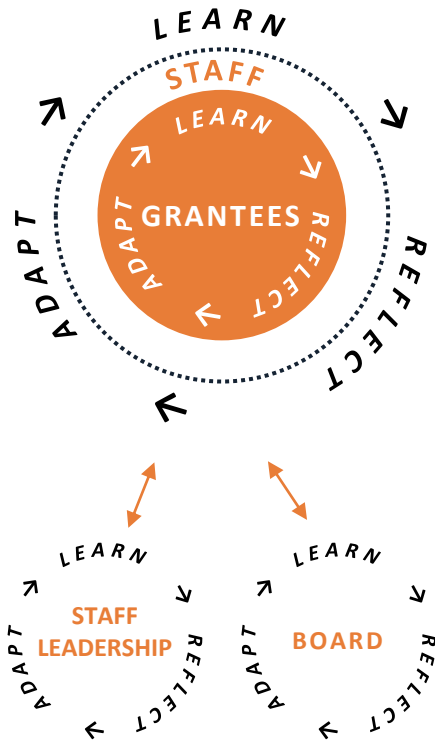 LEARN
STAFF
LEARN
GRANTEES
ADAPT
REFLECT
ADAPT
REFLECT
LEARN
STAFF
LEADERSHIP
ADAPT
REFLECT
LEARN
BOARD
ADAPT
REFLECT